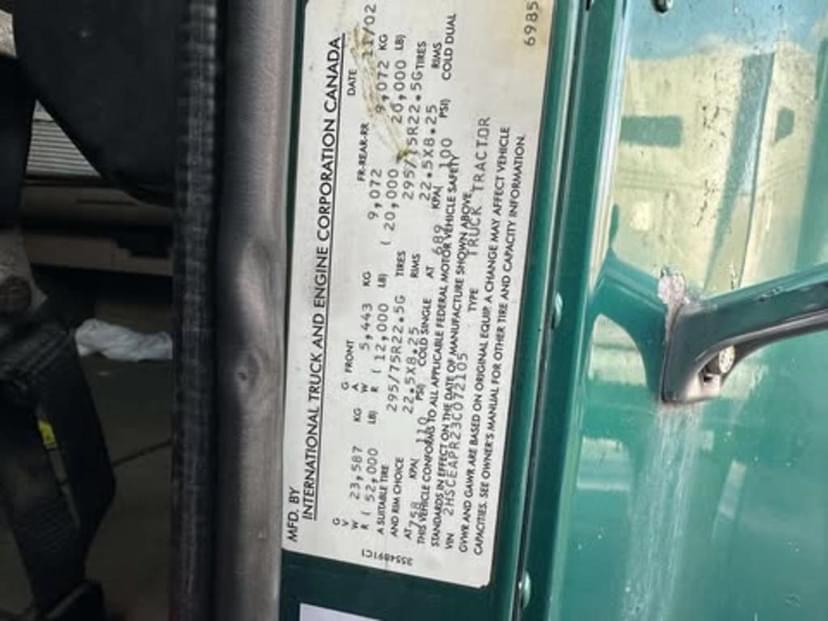 MFD. BY
INTERNATIONAL TRUCK AND ENGINE CORPORATION CANADA
DATE 11/02
G FRONT FR-REAR-RR
G V W R 23,587 KG G A W R 5,443 KG 9,072 9,072 KG
( 52,000 LB) ( 12,000 LB) ( 20,000 20,000 LB)
A SUITABLE TIRE 295/75R22.5G TIRES 295/75R22.5G TIRES
AND RIM CHOICE 22.5X8.25 RIMS 22.5X8.25 RIMS
AT 758 KPA( 110 PSI) COLD SINGLE AT 689 KPA( 100 PSI) COLD DUAL
THIS VEHICLE CONFORMS TO ALL APPLICABLE FEDERAL MOTOR VEHICLE SAFETY
STANDARDS IN EFFECT ON THE DATE OF MANUFACTURE SHOWN ABOVE.
VIN 2HSCEAPR23C072105 TYPE TRUCK TRACTOR
GVWR AND GAWR ARE BASED ON ORIGINAL EQUIP. A CHANGE MAY AFFECT VEHICLE
CAPACITIES. SEE OWNER'S MANUAL FOR OTHER TIRE AND CAPACITY INFORMATION.
3554891C1
6985